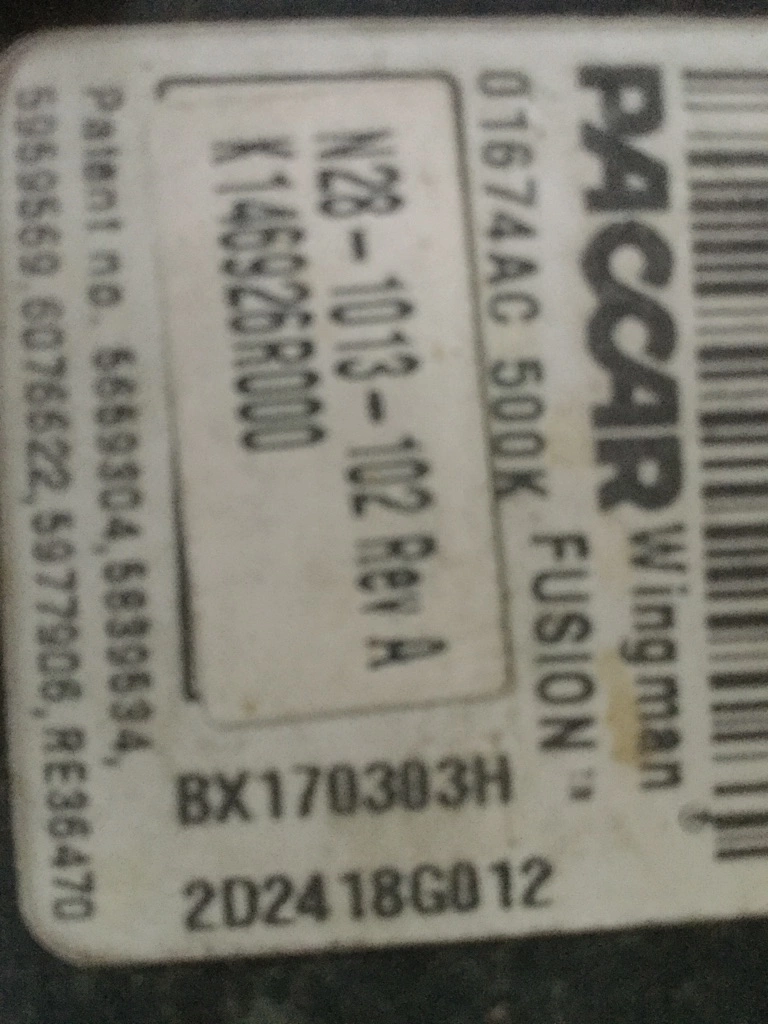 PACCAR Wingman®
01674AC 500K FUSION™
N28-1013-102 Rev A
K146926R000
BX170303H
2D2418G012
Patent no. 6669304,5839534,
5959569,6076622,5977906,RE36470